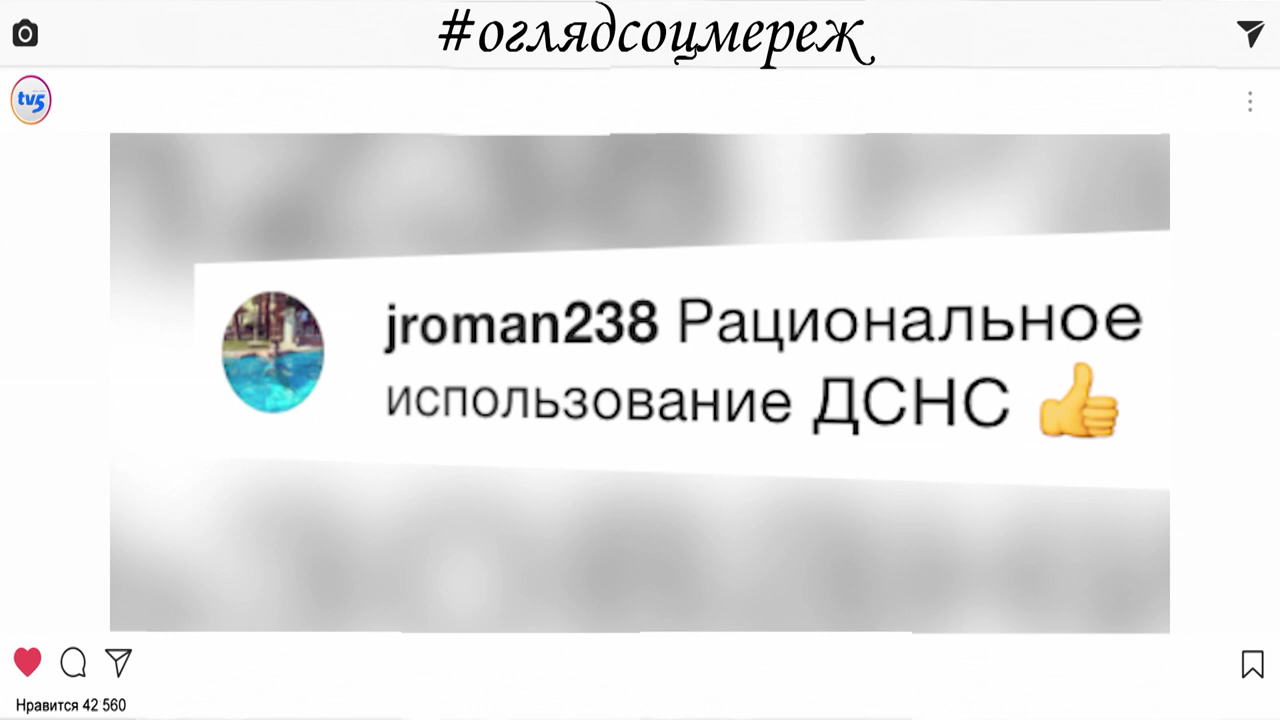 #оглядсоцмереж
tv5
jroman238 Рациональное
использование ДСНС 👍
Нравится 42 560